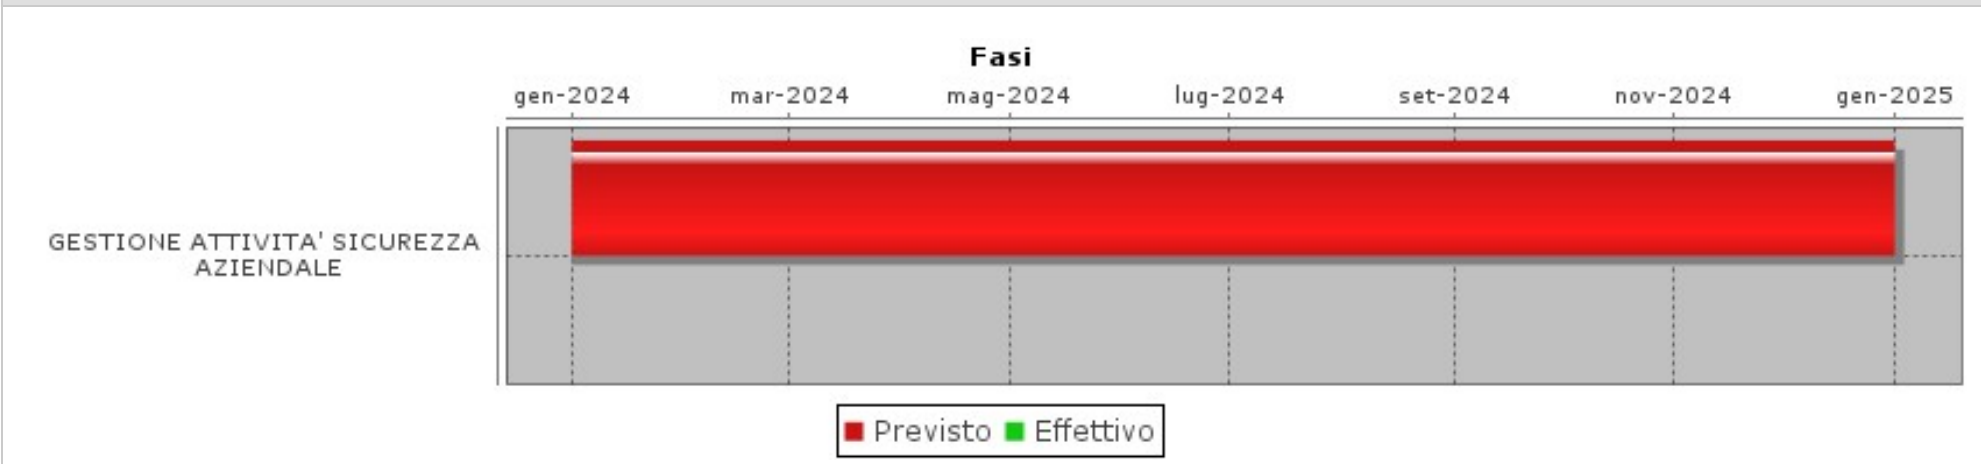 Fasi
gen-2024 mar-2024 mag-2024 lug-2024 set-2024 nov-2024 gen-2025
GESTIONE ATTIVITA' SICUREZZA
AZIENDALE
Previsto Effettivo